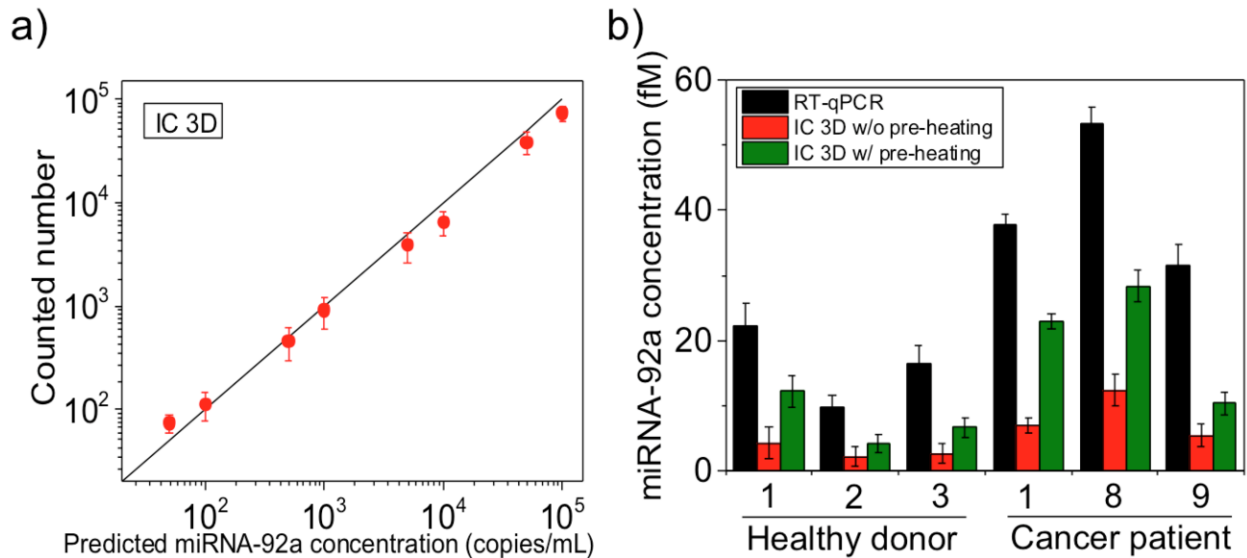 a)
IC 3D
10^5
10^4
10^3
10^2
Counted number
10^2 10^3 10^4 10^5
Predicted miRNA-92a concentration (copies/mL)
b)
RT-qPCR
IC 3D w/o pre-heating
IC 3D w/ pre-heating
60
40
20
0
miRNA-92a concentration (fM)
1 2 3 1 8 9
Healthy donor Cancer patient